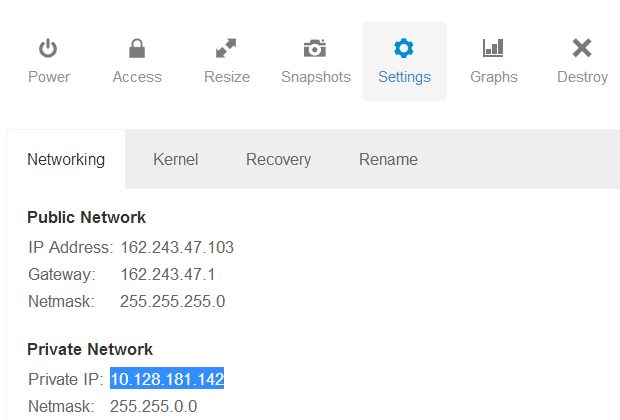 Power Access Resize Snapshots Settings Graphs Destroy
Networking Kernel Recovery Rename
Public Network
IP Address: 162.243.47.103
Gateway: 162.243.47.1
Netmask: 255.255.255.0
Private Network
Private IP: 10.128.181.142
Netmask: 255.255.0.0